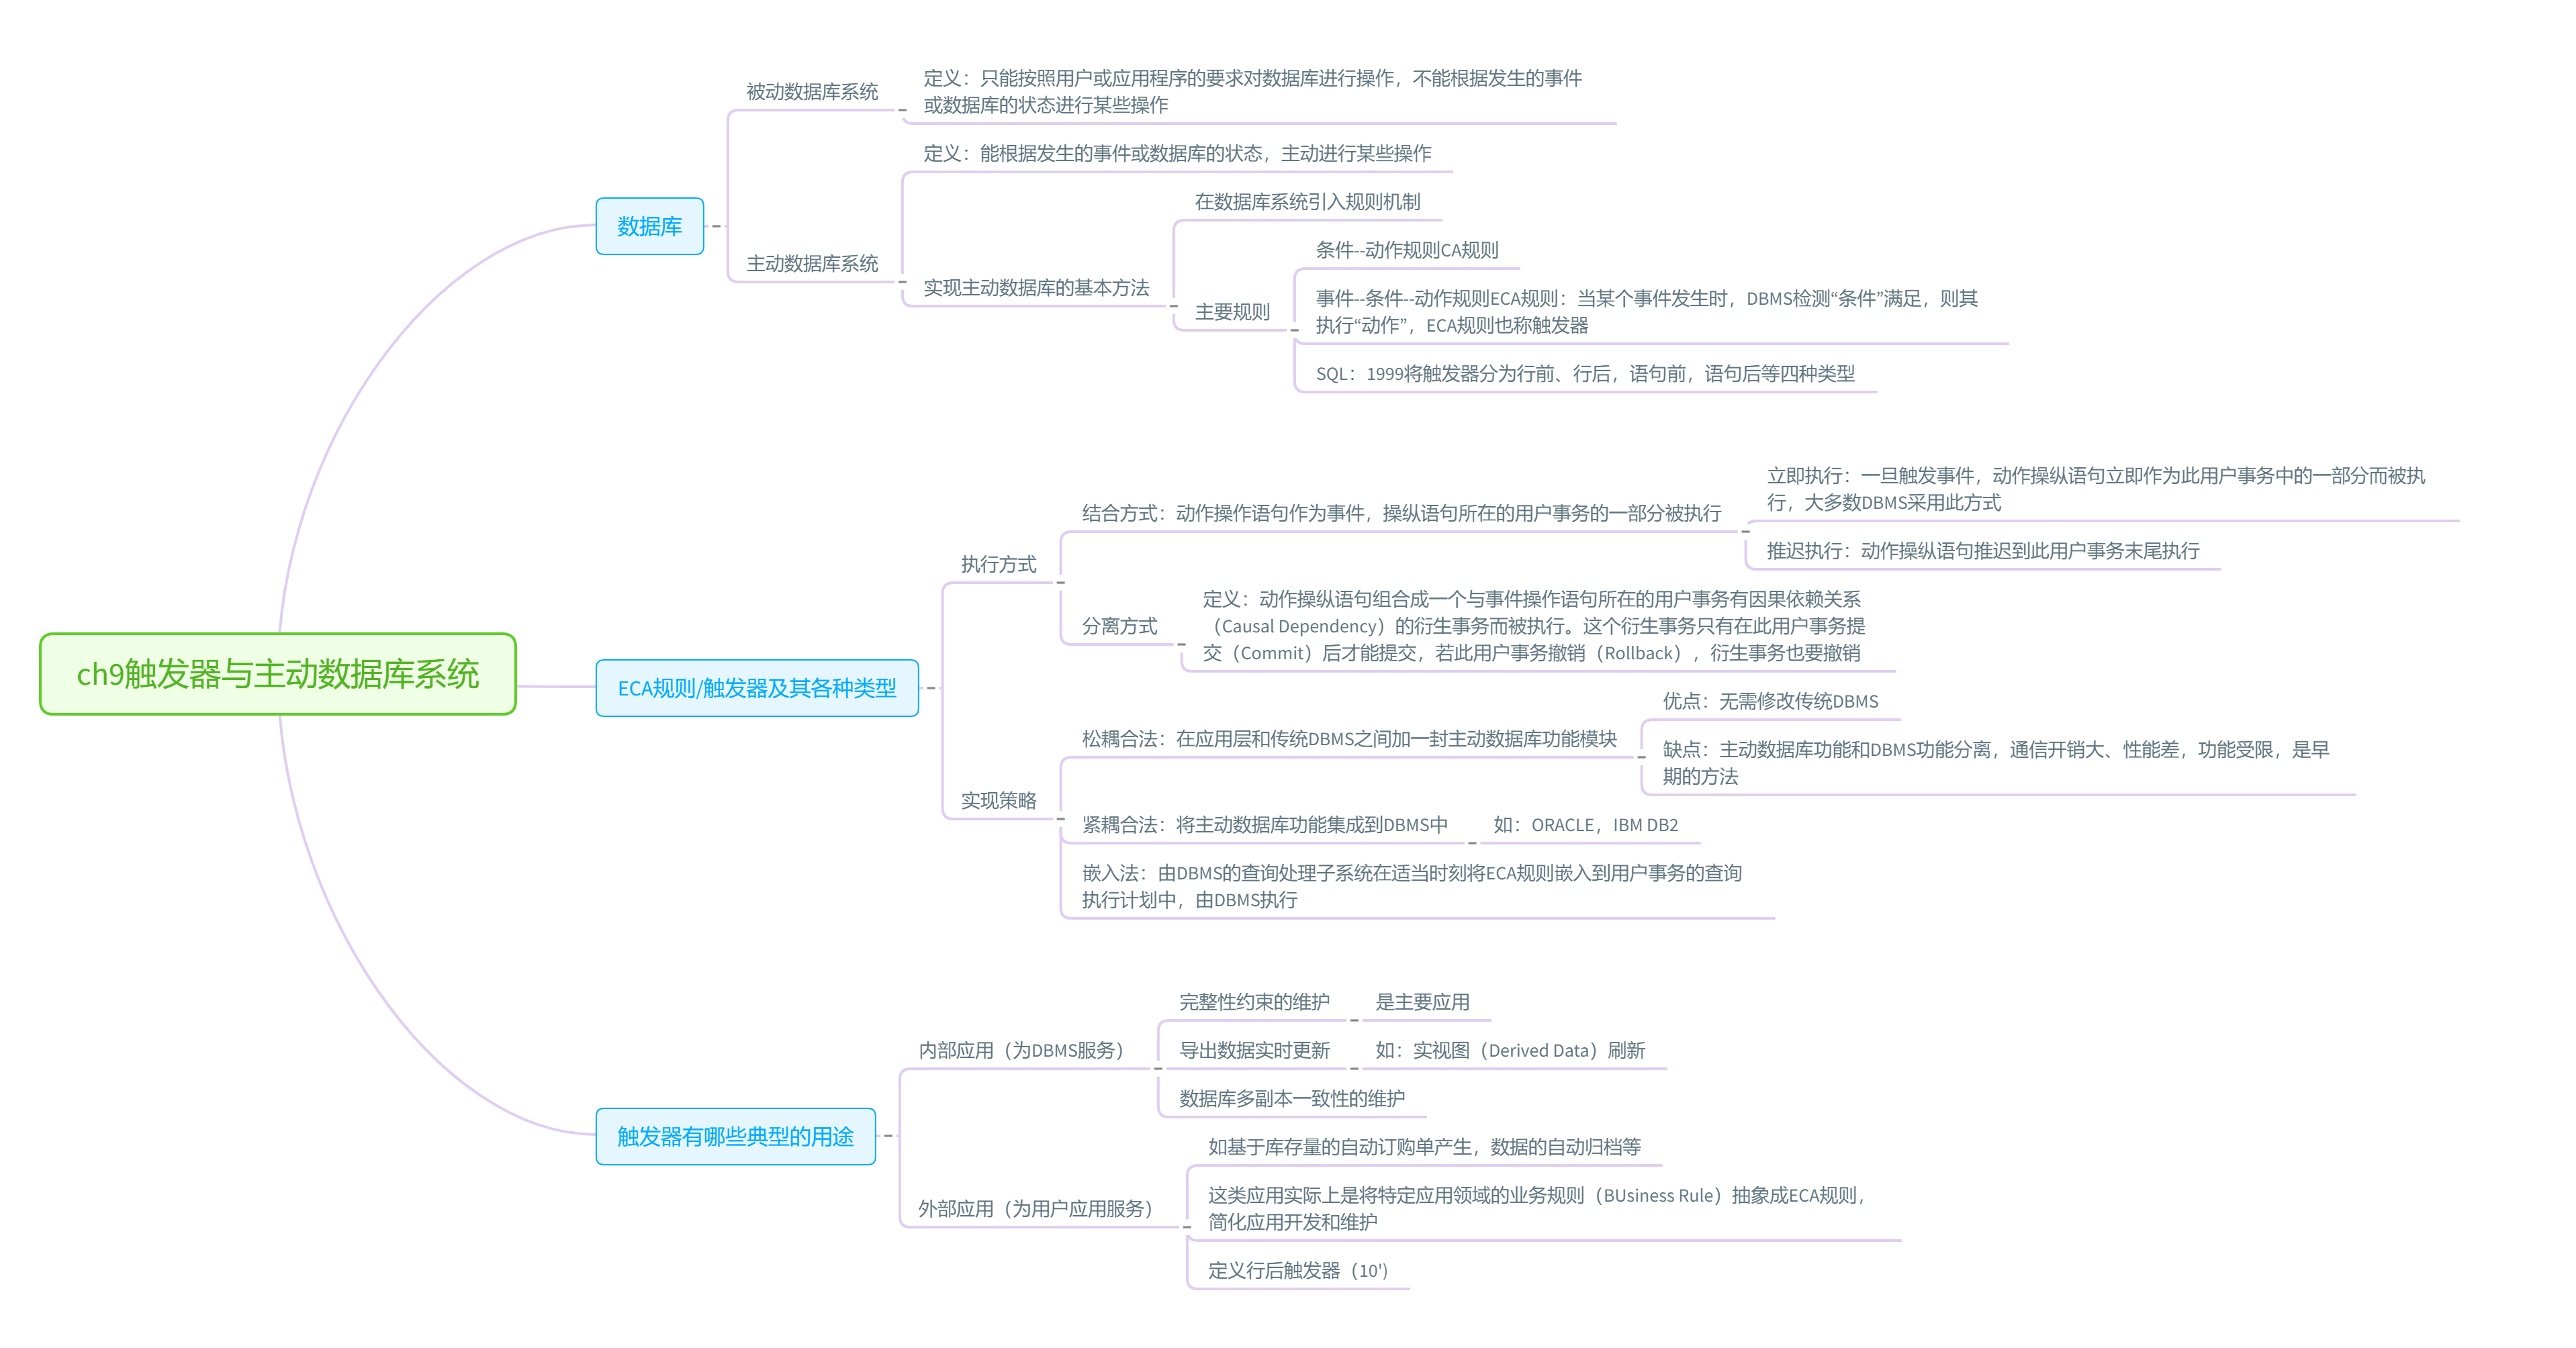 ch9触发器与主动数据库系统
数据库
被动数据库系统
定义：只能按照用户或应用程序的要求对数据库进行操作，不能根据发生的事件
或数据库的状态进行某些操作
主动数据库系统
定义：能根据发生的事件或数据库的状态，主动进行某些操作
实现主动数据库的基本方法
在数据库系统引入规则机制
主要规则
条件--动作规则CA规则
事件--条件--动作规则ECA规则：当某个事件发生时，DBMS检测“条件”满足，则其
执行“动作”，ECA规则也称触发器
SQL：1999将触发器分为行前、行后，语句前，语句后等四种类型
ECA规则/触发器及其各种类型
执行方式
结合方式：动作操作语句作为事件，操纵语句所在的用户事务的一部分被执行
立即执行：一旦触发事件，动作操纵语句立即作为此用户事务中的一部分而被执
行，大多数DBMS采用此方式
推迟执行：动作操纵语句推迟到此用户事务末尾执行
分离方式
定义：动作操纵语句组合成一个与事件操作语句所在的用户事务有因果依赖关系
（Causal Dependency）的衍生事务而被执行。这个衍生事务只有在此用户事务提
交（Commit）后才能提交，若此用户事务撤销（Rollback），衍生事务也要撤销
实现策略
松耦合法：在应用层和传统DBMS之间加一封主动数据库功能模块
优点：无需修改传统DBMS
缺点：主动数据库功能和DBMS功能分离，通信开销大、性能差，功能受限，是早
期的方法
紧耦合法：将主动数据库功能集成到DBMS中
如：ORACLE，IBM DB2
嵌入法：由DBMS的查询处理子系统在适当时刻将ECA规则嵌入到用户事务的查询
执行计划中，由DBMS执行
触发器有哪些典型的用途
内部应用（为DBMS服务）
完整性约束的维护
是主要应用
导出数据实时更新
如：实视图（Derived Data）刷新
数据库多副本一致性的维护
外部应用（为用户应用服务）
如基于库存量的自动订购单产生，数据的自动归档等
这类应用实际上是将特定应用领域的业务规则（BUsiness Rule）抽象成ECA规则，
简化应用开发和维护
定义行后触发器（10'）